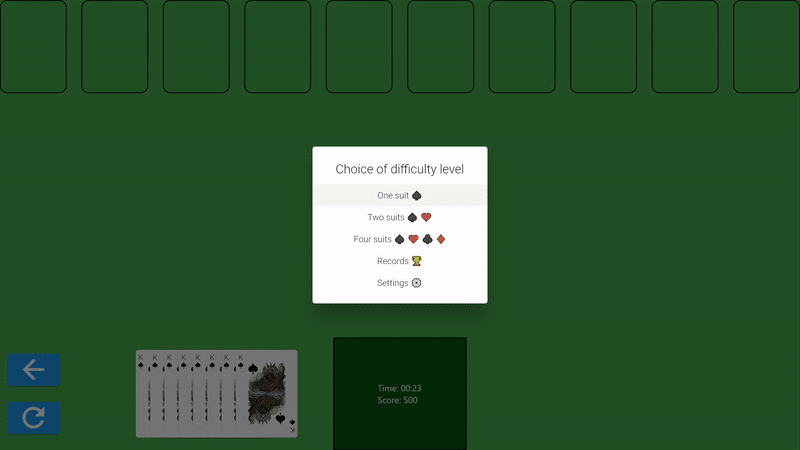 Choice of difficulty level
One suit
Two suits
Four suits
Records
Settings
K K K K K K K K
K
Time: 00:23
Score: 500